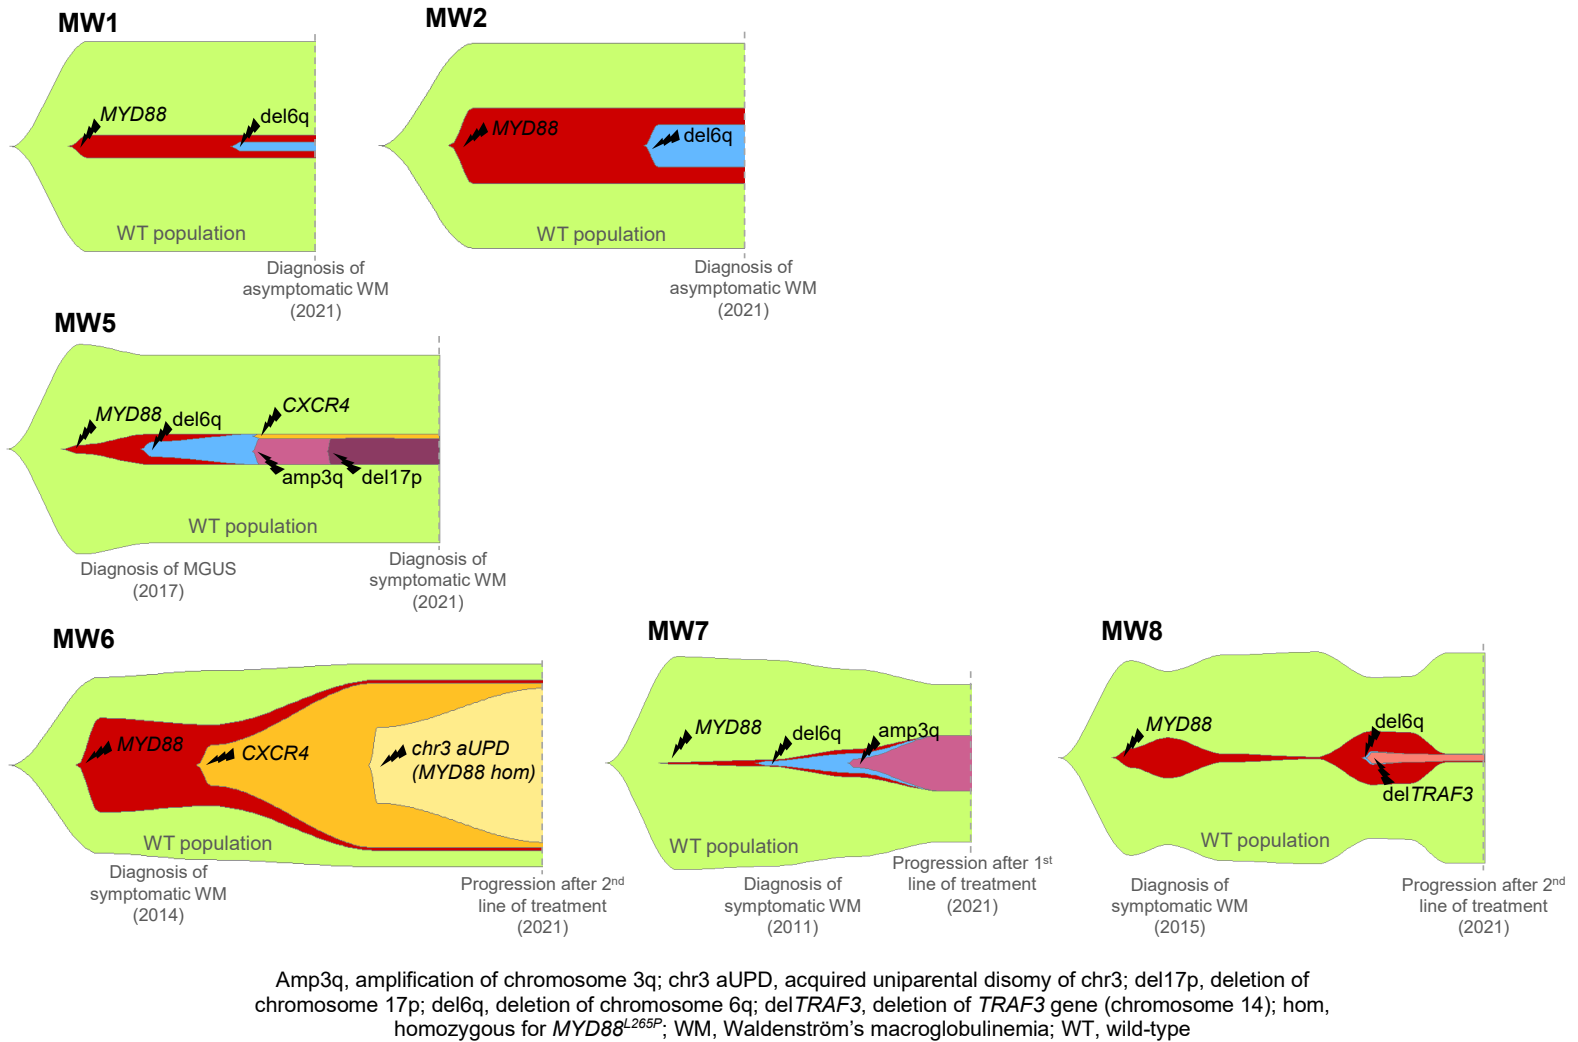 MW1
MYD88
del6q
WT population
Diagnosis of
asymptomatic WM
(2021)
MW2
MYD88
del6q
WT population
Diagnosis of
asymptomatic WM
(2021)
MW5
MYD88
del6q
CXCR4
amp3q
del17p
WT population
Diagnosis of MGUS
(2017)
Diagnosis of
symptomatic WM
(2021)
MW6
MYD88
CXCR4
chr3 aUPD
(MYD88 hom)
WT population
Diagnosis of
symptomatic WM
(2014)
Progression after 2nd
line of treatment
(2021)
MW7
MYD88
del6q
amp3q
WT population
Diagnosis of
symptomatic WM
(2011)
Progression after 1st
line of treatment
(2021)
MW8
MYD88
del6q
delTRAF3
WT population
Diagnosis of
symptomatic WM
(2015)
Progression after 2nd
line of treatment
(2021)
Amp3q, amplification of chromosome 3q; chr3 aUPD, acquired uniparental disomy of chr3; del17p, deletion of
chromosome 17p; del6q, deletion of chromosome 6q; delTRAF3, deletion of TRAF3 gene (chromosome 14); hom,
homozygous for MYD88L265P; WM, Waldenström’s macroglobulinemia; WT, wild-type